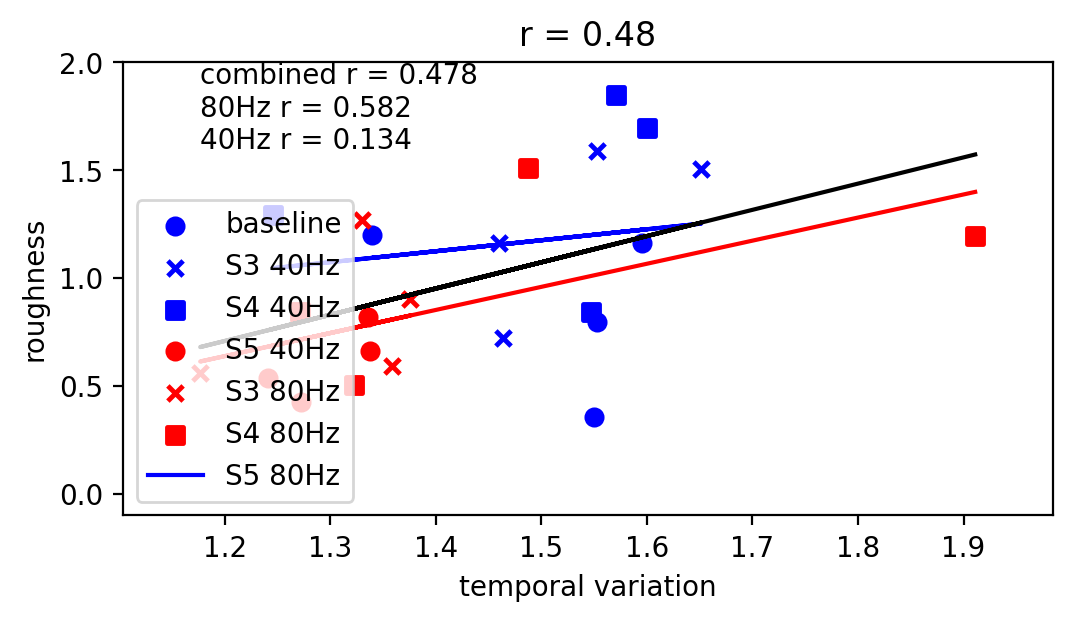 r = 0.48
combined r = 0.478
80Hz r = 0.582
40Hz r = 0.134
2.0
1.5
1.0
0.5
0.0
roughness
baseline
S3 40Hz
S4 40Hz
S5 40Hz
S3 80Hz
S4 80Hz
S5 80Hz
1.2 1.3 1.4 1.5 1.6 1.7 1.8 1.9
temporal variation